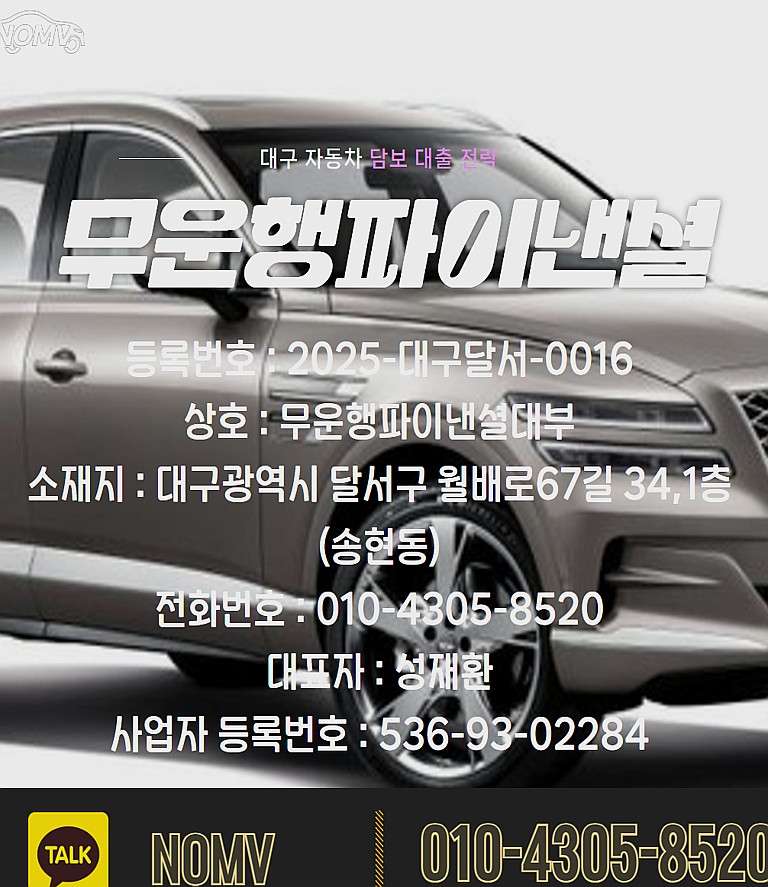 NOMV
대구 자동차 담보 대출 전략
무운행파이낸셜
등록번호 : 2025-대구달서-0016
상호 : 무운행파이낸셜대부
소재지 : 대구광역시 달서구 월배로67길 34,1층
(송현동)
전화번호 : 010-4305-8520
대표자 : 성재환
사업자 등록번호 : 536-93-02284
TALK
NOMV
010-4305-8520